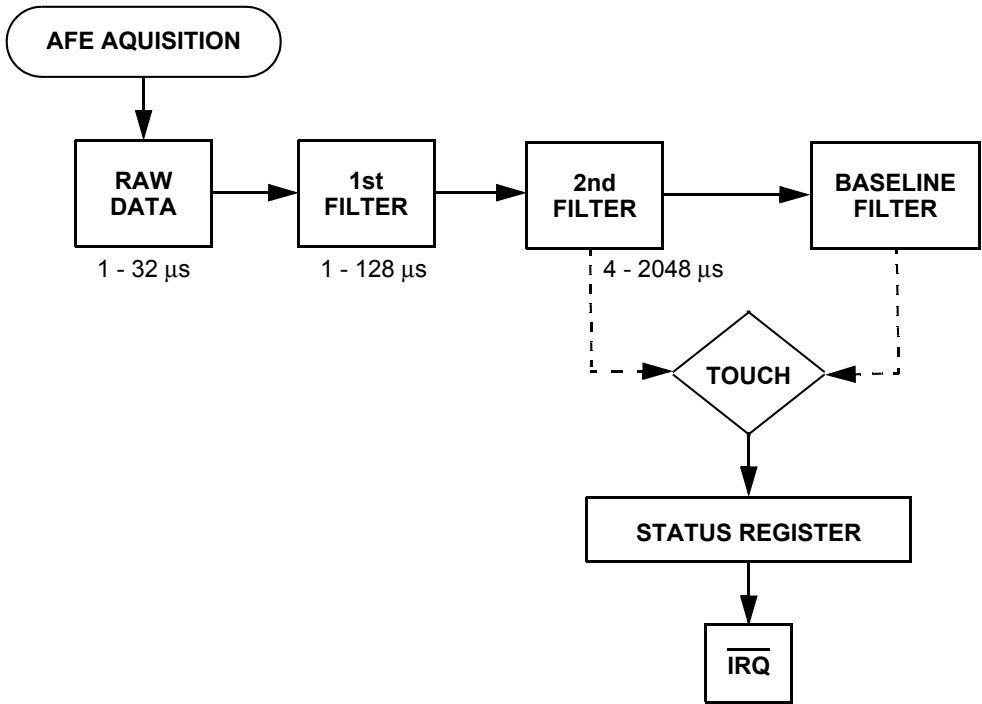 AFE AQUISITION
RAW
DATA
1st
FILTER
2nd
FILTER
BASELINE
FILTER
1 - 32 μs
1 - 128 μs
4 - 2048 μs
TOUCH
STATUS REGISTER
IRQ